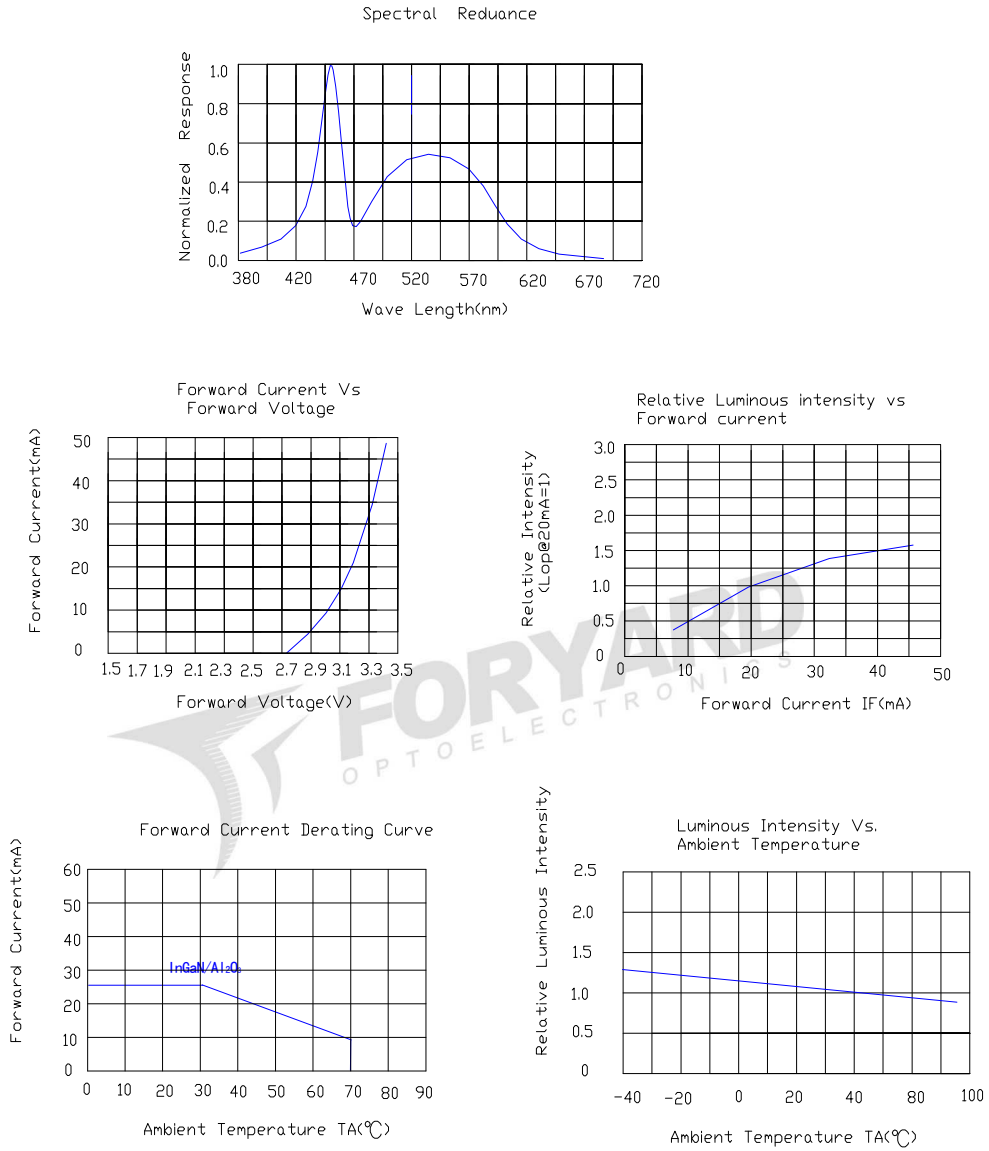 Spectral Reduance
Normalized Response
1.0
0.8
0.6
0.4
0.2
0.0
380 420 470 520 570 620 670 720
Wave Length(nm)
Forward Current Vs
Forward Voltage
Forward Current(mA)
50
40
30
20
10
0
1.5 1.7 1.9 2.1 2.3 2.5 2.7 2.9 3.1 3.3 3.5
Forward Voltage(V)
Relative Luminous intensity vs
Forward current
Relative Intensity
(Lop@20mA=1)
3.0
2.5
2.0
1.5
1.0
0.5
0
0 10 20 30 40 50
Forward Current IF(mA)
FORYARD
OPTOELECTRONICS
Forward Current Derating Curve
Forward Current(mA)
60
50
40
30
20
10
0
InGaN/Al₂O₃
0 10 20 30 40 50 60 70 80 90
Ambient Temperature TA(℃)
Luminous Intensity Vs.
Ambient Temperature
Relative Luminous Intensity
2.5
2.0
1.5
1.0
0.5
0
-40 -20 0 20 40 80 100
Ambient Temperature TA(℃)